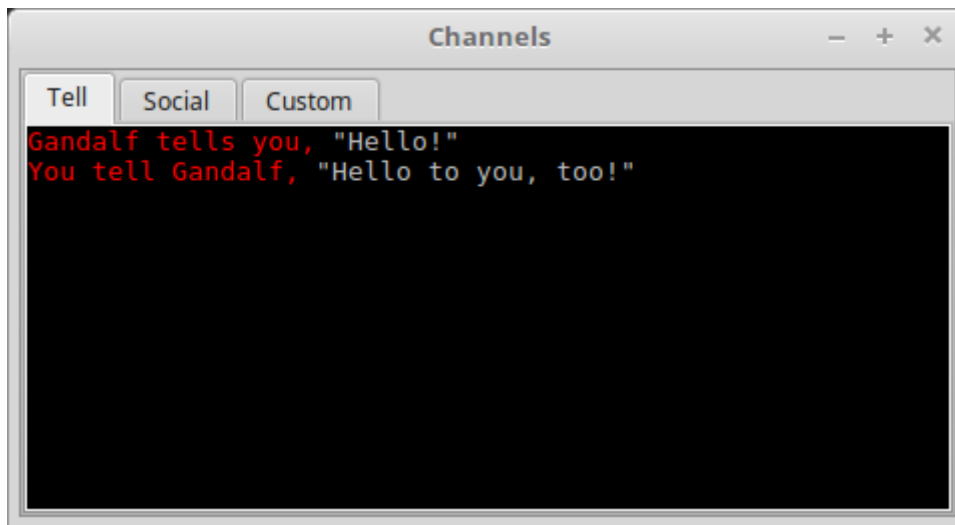 Channels
Tell Social Custom
Gandalf tells you, "Hello!"
You tell Gandalf, "Hello to you, too!"